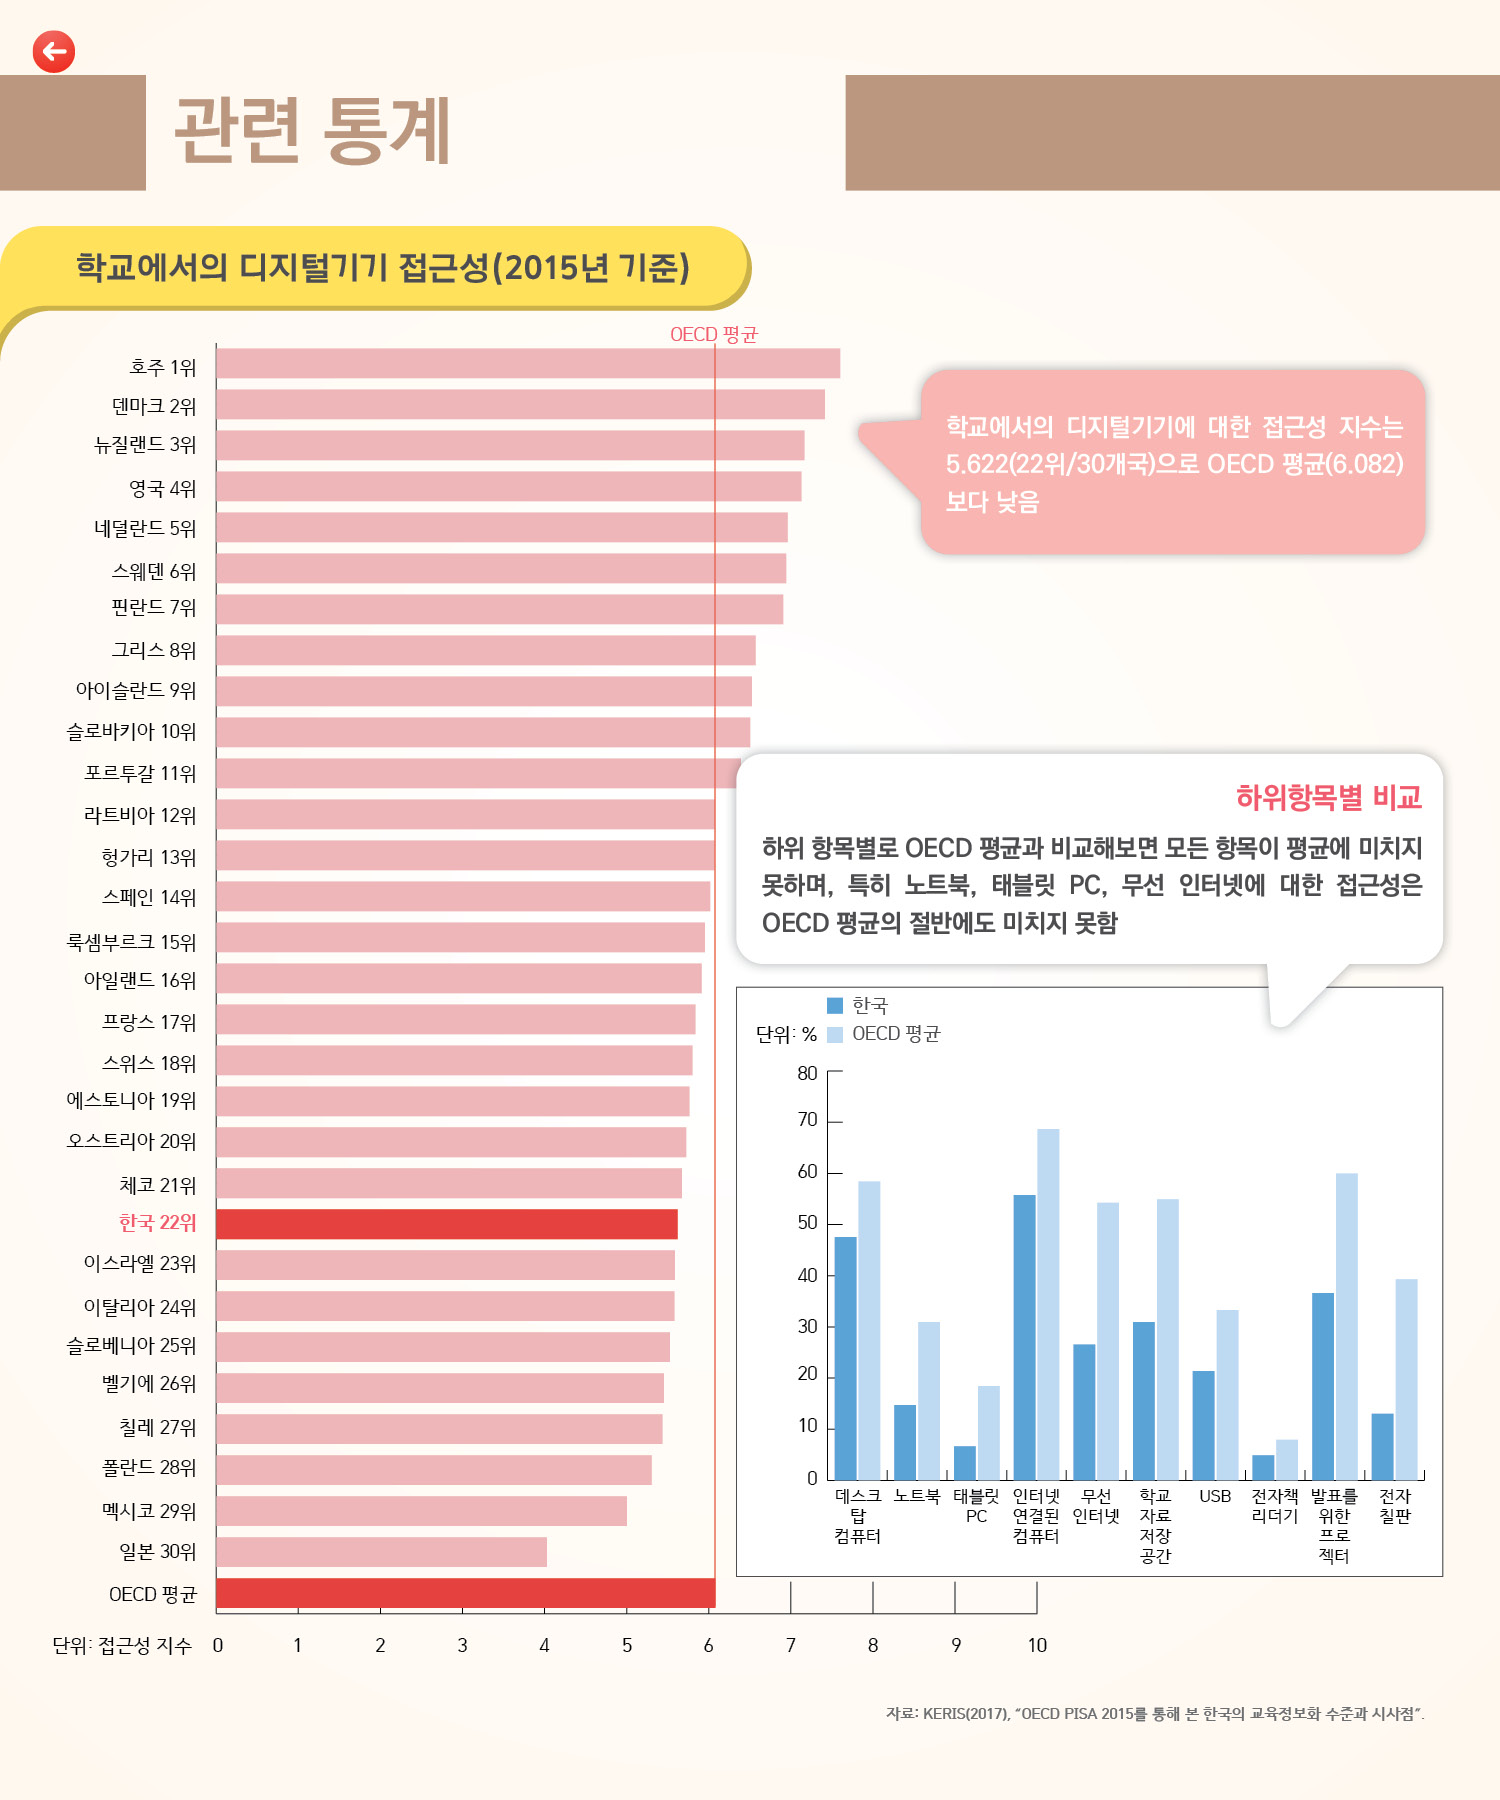 관련 통계
학교에서의 디지털기기 접근성(2015년 기준)
OECD 평균
호주 1위
덴마크 2위
뉴질랜드 3위
영국 4위
네덜란드 5위
스웨덴 6위
핀란드 7위
그리스 8위
아이슬란드 9위
슬로바키아 10위
포르투갈 11위
라트비아 12위
헝가리 13위
스페인 14위
룩셈부르크 15위
아일랜드 16위
프랑스 17위
스위스 18위
에스토니아 19위
오스트리아 20위
체코 21위
한국 22위
이스라엘 23위
이탈리아 24위
슬로베니아 25위
벨기에 26위
칠레 27위
폴란드 28위
멕시코 29위
일본 30위
OECD 평균
단위: 접근성 지수 0 1 2 3 4 5 6 7 8 9 10
학교에서의 디지털기기에 대한 접근성 지수는
5.622(22위/30개국)으로 OECD 평균(6.082)
보다 낮음
하위항목별 비교
하위 항목별로 OECD 평균과 비교해보면 모든 항목이 평균에 미치지
못하며, 특히 노트북, 태블릿 PC, 무선 인터넷에 대한 접근성은
OECD 평균의 절반에도 미치지 못함
한국
단위: % OECD 평균
80
70
60
50
40
30
20
10
0
데스크
탑
컴퓨터
노트북
태블릿
PC
인터넷
연결된
컴퓨터
무선
인터넷
학교
자료
저장
공간
USB
전자책
리더기
발표를
위한
프로
젝터
전자
칠판
자료: KERIS(2017), “OECD PISA 2015를 통해 본 한국의 교육정보화 수준과 시사점”.